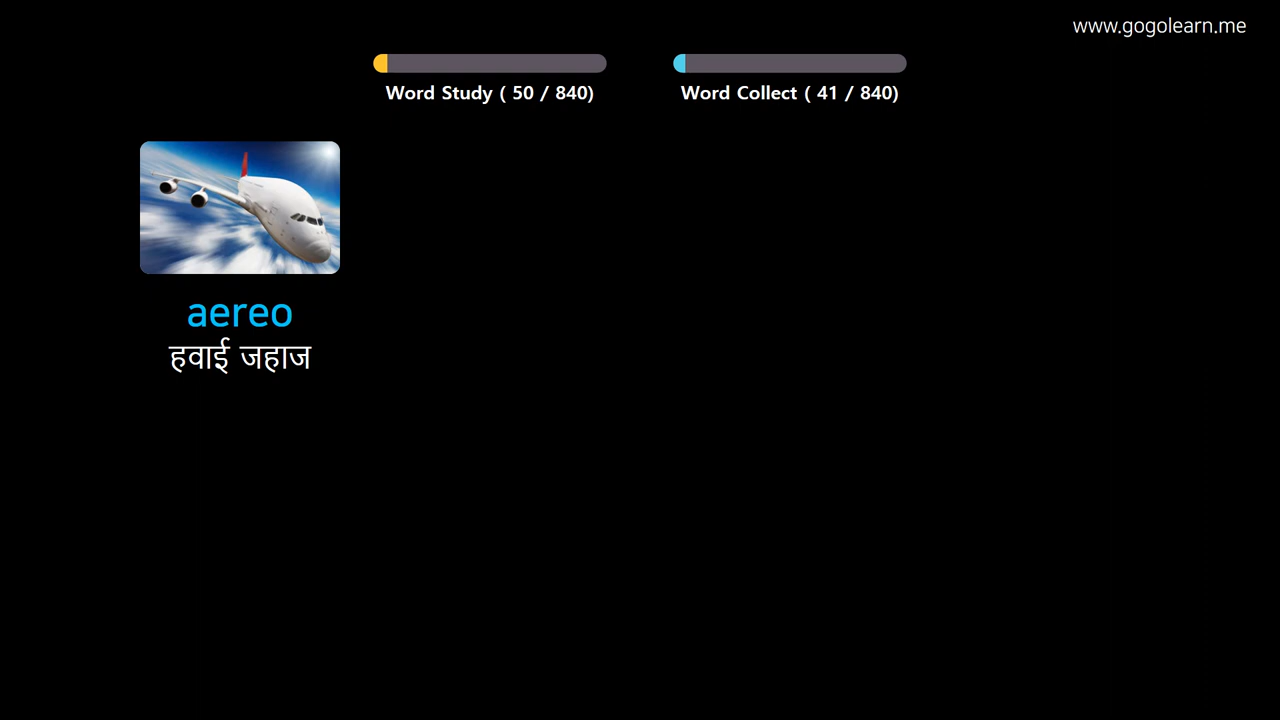 www.gogolearn.me
Word Study ( 50 / 840)
Word Collect ( 41 / 840)
aereo
हवाई जहाज